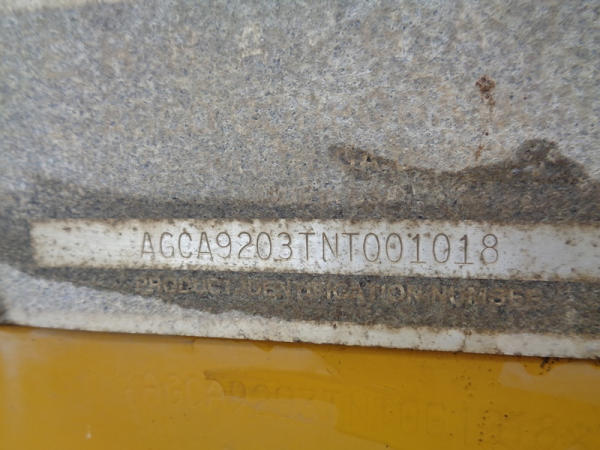 AGCA9203TNT001018
PRODUCT IDENTIFICATION NUMBER